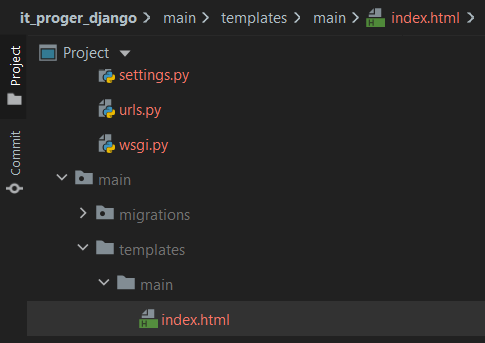 it_proger_django main templates main index.html
Project
Project
settings.py
urls.py
Commit
wsgi.py
main
migrations
templates
main
H index.html